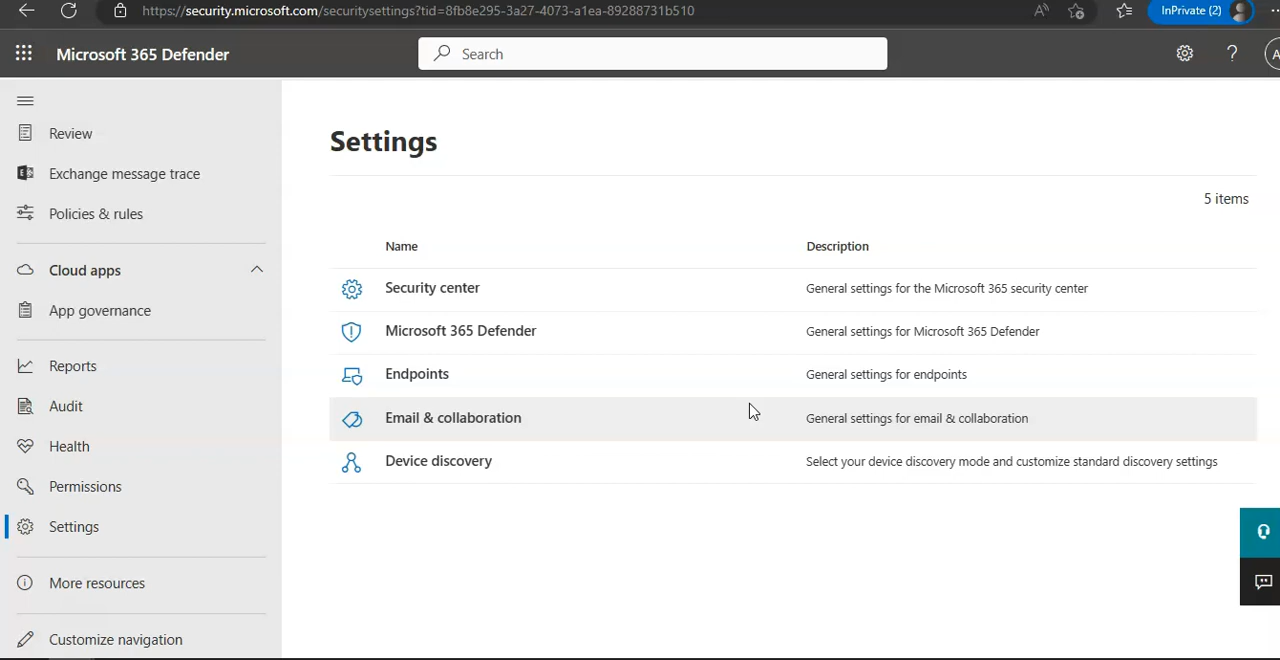 https://security.microsoft.com/securitysettings?tid=8fb8e295-3a27-4073-a1ea-89288731b510
InPrivate (2)
Microsoft 365 Defender
Search
?
A
Review
Exchange message trace
Policies & rules
Cloud apps
App governance
Reports
Audit
Health
Permissions
Settings
More resources
Customize navigation
Settings
5 items
Name Description
Security center General settings for the Microsoft 365 security center
Microsoft 365 Defender General settings for Microsoft 365 Defender
Endpoints General settings for endpoints
Email & collaboration General settings for email & collaboration
Device discovery Select your device discovery mode and customize standard discovery settings